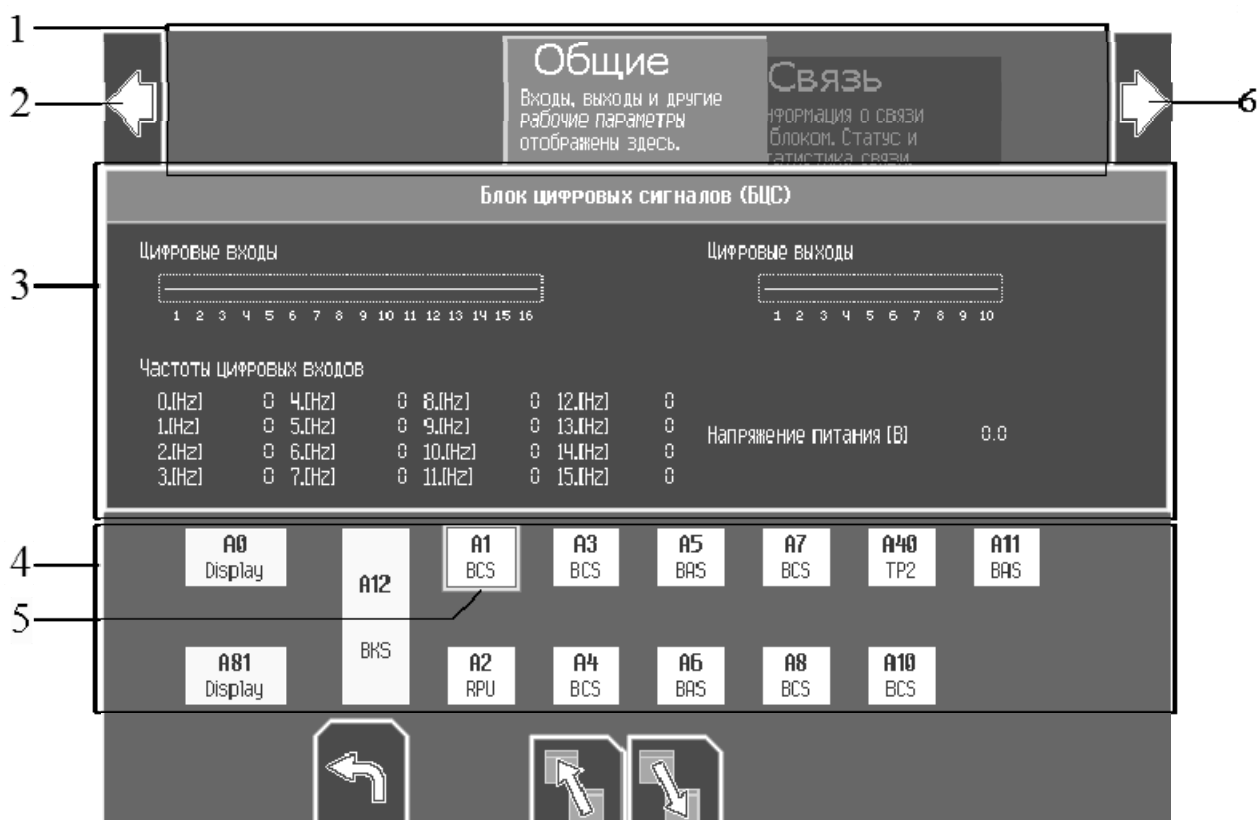 1
2
3
4
5
6
Общие
Входы, выходы и другие
рабочие параметры
отображены здесь.
Связь
нформация о связи
блоком. Статус и
татистика связи.
Блок цифровых сигналов (БЦС)
Цифровые входы
1 2 3 4 5 6 7 8 9 10 11 12 13 14 15 16
Цифровые выходы
1 2 3 4 5 6 7 8 9 10
Частоты цифровых входов
0.[Hz] 0 4.[Hz] 0 8.[Hz] 0 12.[Hz] 0
1.[Hz] 0 5.[Hz] 0 9.[Hz] 0 13.[Hz] 0
2.[Hz] 0 6.[Hz] 0 10.[Hz] 0 14.[Hz] 0
3.[Hz] 0 7.[Hz] 0 11.[Hz] 0 15.[Hz] 0
Напряжение питания [В] 0.0
A0
Display
A12
BKS
A1
BCS
A3
BCS
A5
BAS
A7
BCS
A40
TP2
A11
BAS
A81
Display
A2
RPU
A4
BCS
A6
BAS
A8
BCS
A10
BCS